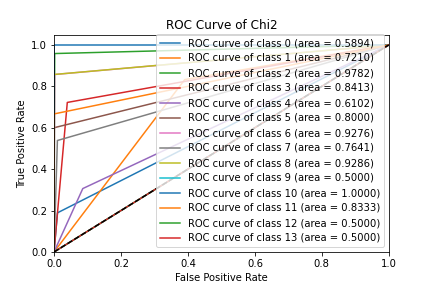 ROC Curve of Chi2
1.0
0.8
0.6
0.4
0.2
0.0
True Positive Rate
ROC curve of class 0 (area = 0.5894)
ROC curve of class 1 (area = 0.7210)
ROC curve of class 2 (area = 0.9782)
ROC curve of class 3 (area = 0.8413)
ROC curve of class 4 (area = 0.6102)
ROC curve of class 5 (area = 0.8000)
ROC curve of class 6 (area = 0.9276)
ROC curve of class 7 (area = 0.7641)
ROC curve of class 8 (area = 0.9286)
ROC curve of class 9 (area = 0.5000)
ROC curve of class 10 (area = 1.0000)
ROC curve of class 11 (area = 0.8333)
ROC curve of class 12 (area = 0.5000)
ROC curve of class 13 (area = 0.5000)
0.0 0.2 0.4 0.6 0.8 1.0
False Positive Rate